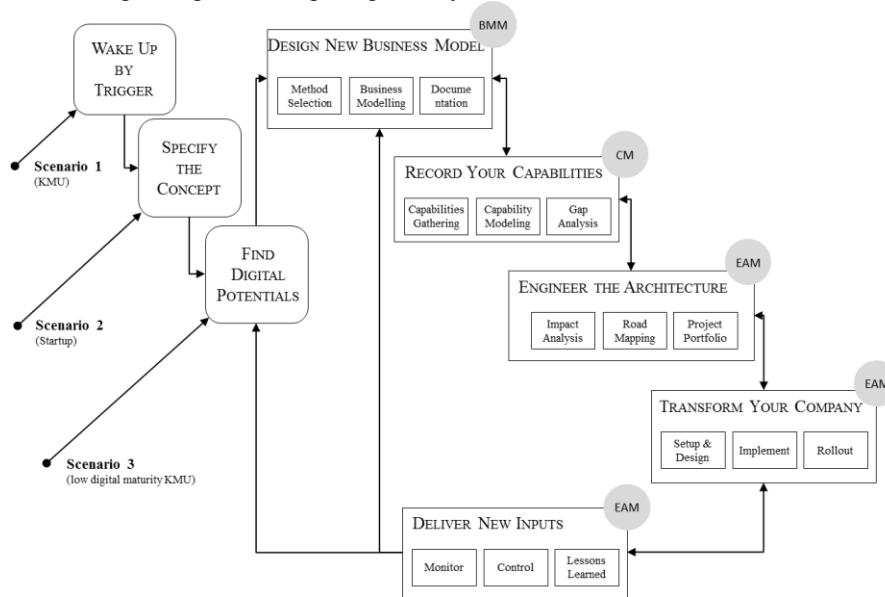 WAKE UP
BY
TRIGGER
Scenario 1
(KMU)
SPECIFY
THE
CONCEPT
Scenario 2
(Startup)
FIND
DIGITAL
POTENTIALS
Scenario 3
(low digital maturity KMU)
BMM
DESIGN NEW BUSINESS MODEL
Method
Selection
Business
Modelling
Docume
ntation
CM
RECORD YOUR CAPABILITIES
Capabilities
Gathering
Capability
Modeling
Gap
Analysis
EAM
ENGINEER THE ARCHITECTURE
Impact
Analysis
Road
Mapping
Project
Portfolio
EAM
TRANSFORM YOUR COMPANY
Setup &
Design
Implement
Rollout
EAM
DELIVER NEW INPUTS
Monitor
Control
Lessons
Learned